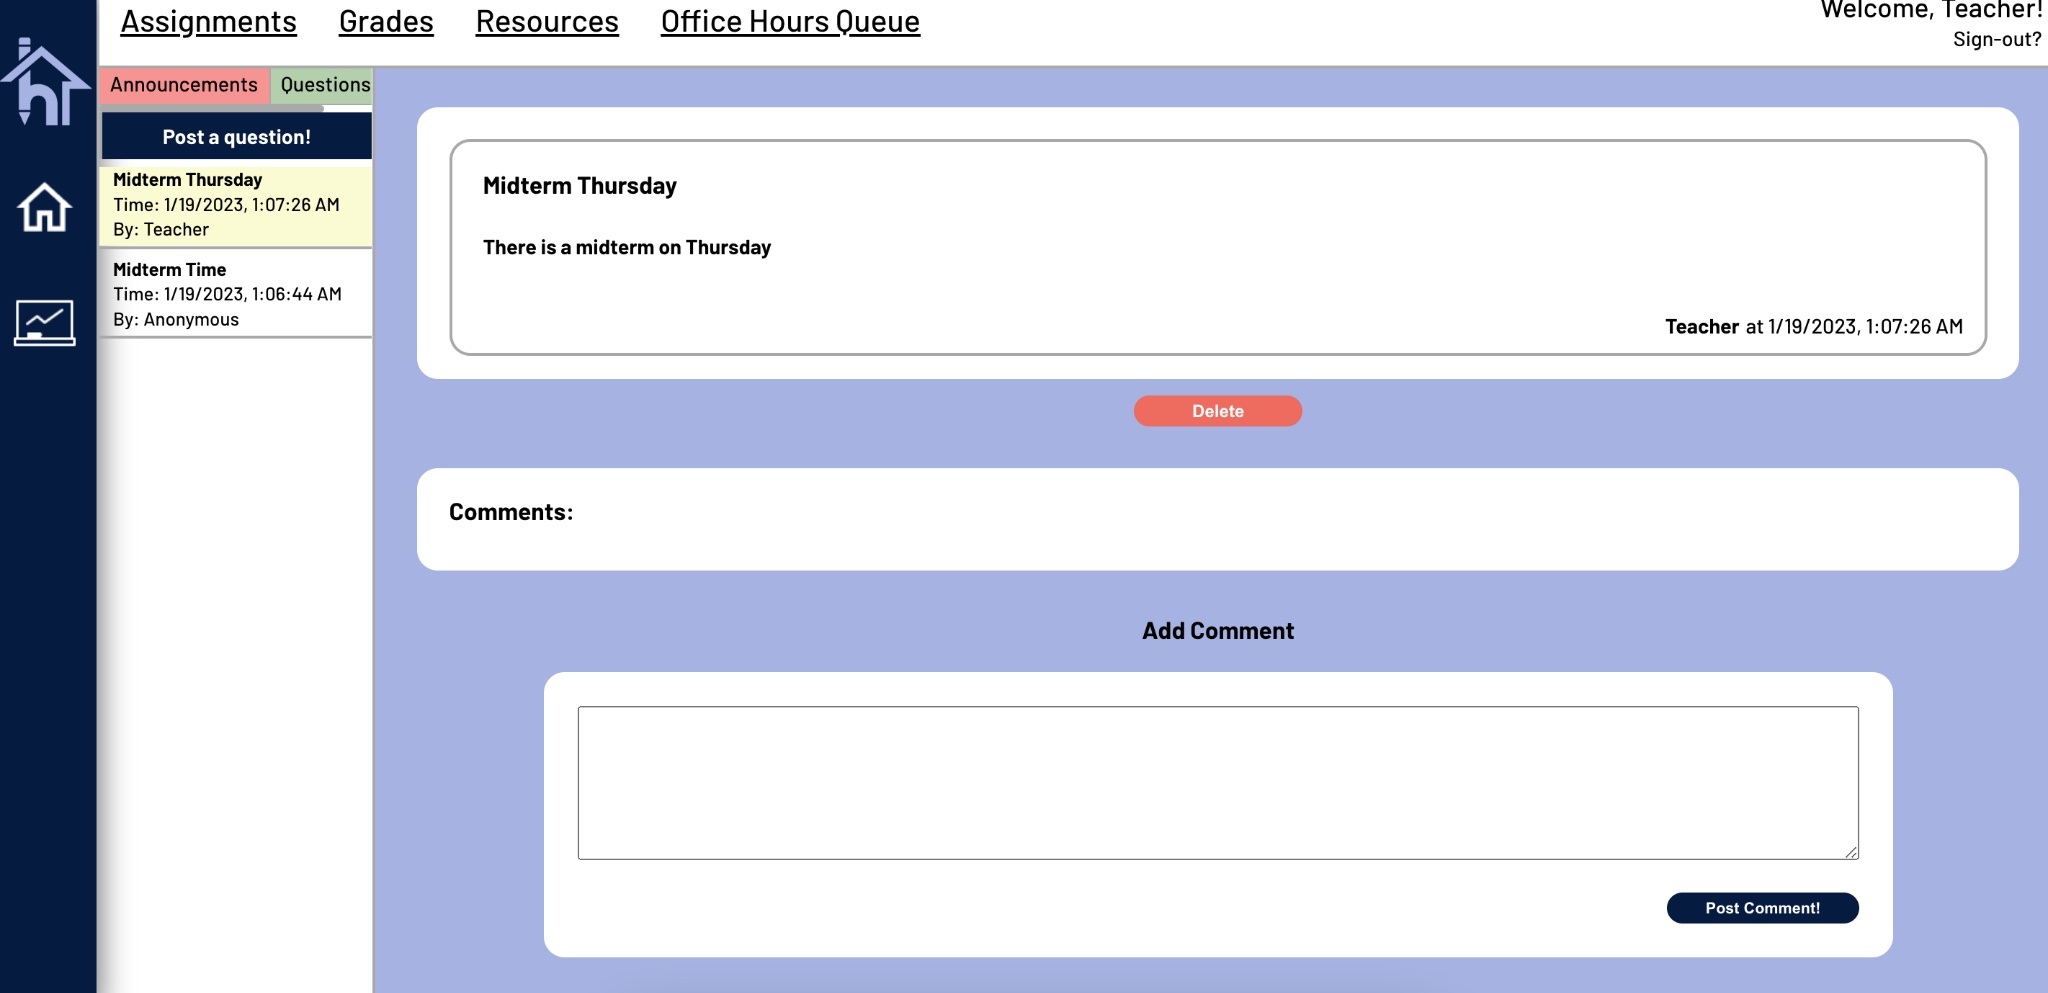 Assignments Grades Resources Office Hours Queue
Welcome, Teacher!
Sign-out?
Announcements Questions
Post a question!
Midterm Thursday
Time: 1/19/2023, 1:07:26 AM
By: Teacher
Midterm Time
Time: 1/19/2023, 1:06:44 AM
By: Anonymous
Midterm Thursday
There is a midterm on Thursday
Teacher at 1/19/2023, 1:07:26 AM
Delete
Comments:
Add Comment
Post Comment!